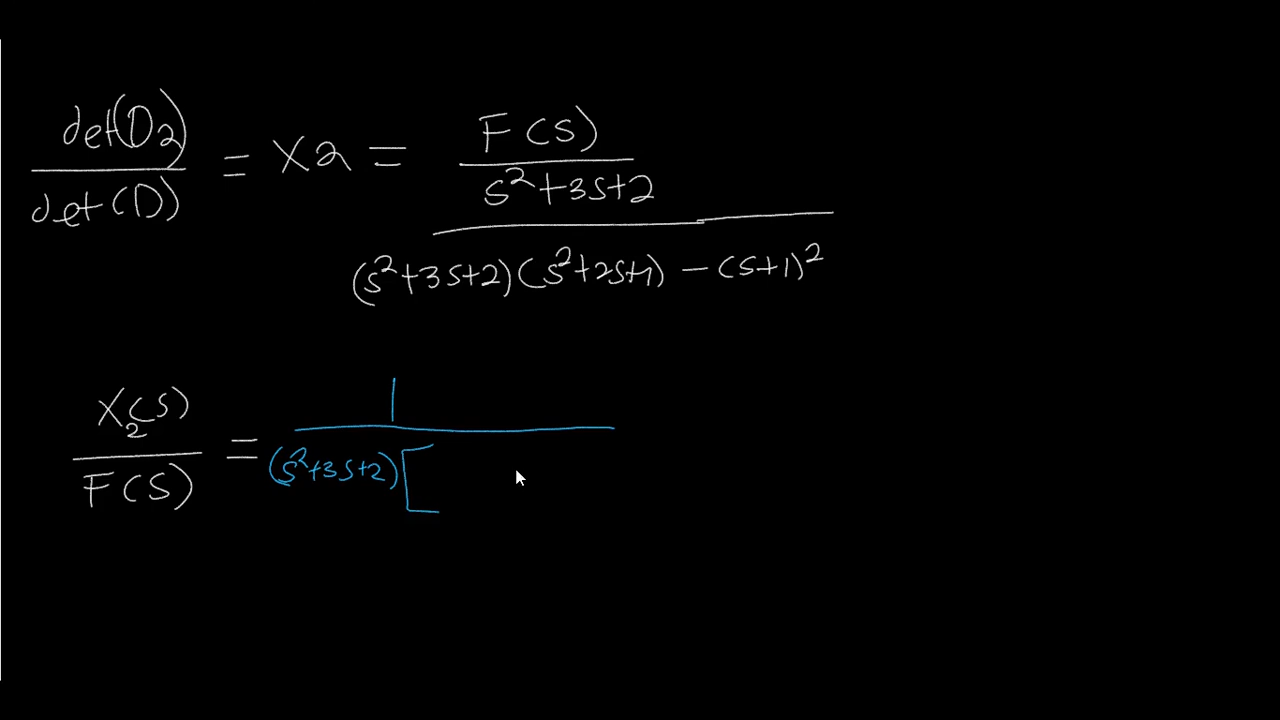 det(D2) / det(D) = X2 = F(S) / s²+3s+2 / (s²+3s+2)(s²+2s+1) - (s+1)²
X2(s) / F(S) = 1 / (s²+3s+2)[